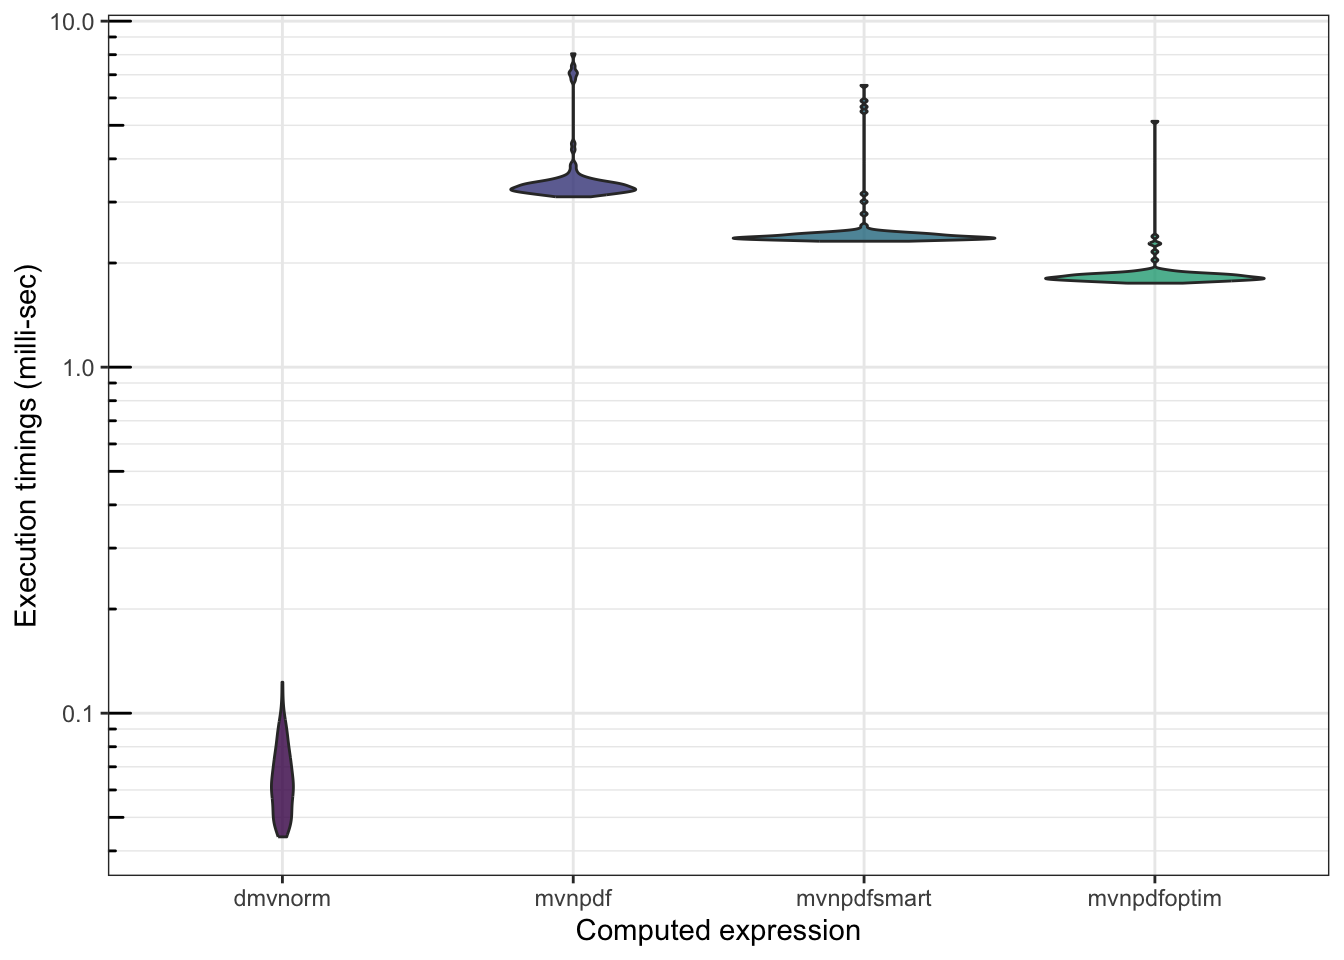 10.0
1.0
0.1
Execution timings (milli-sec)
dmvnorm
mvnpdf
mvnpdfsmart
mvnpdfoptim
Computed expression